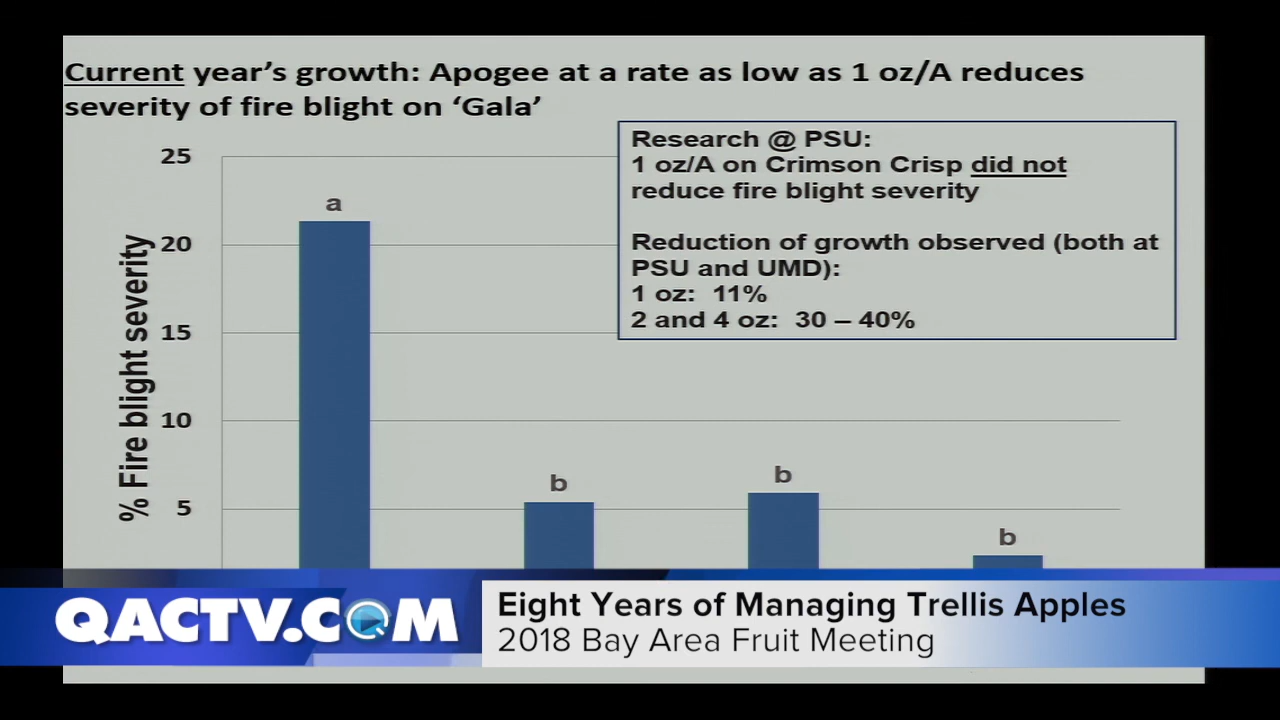 Current year's growth: Apogee at a rate as low as 1 oz/A reduces
severity of fire blight on 'Gala'
Research @ PSU:
1 oz/A on Crimson Crisp did not
reduce fire blight severity
Reduction of growth observed (both at
PSU and UMD):
1 oz: 11%
2 and 4 oz: 30 – 40%
% Fire blight severity
25
20
15
10
5
a
b
b
b
QACTV.COM
Eight Years of Managing Trellis Apples
2018 Bay Area Fruit Meeting